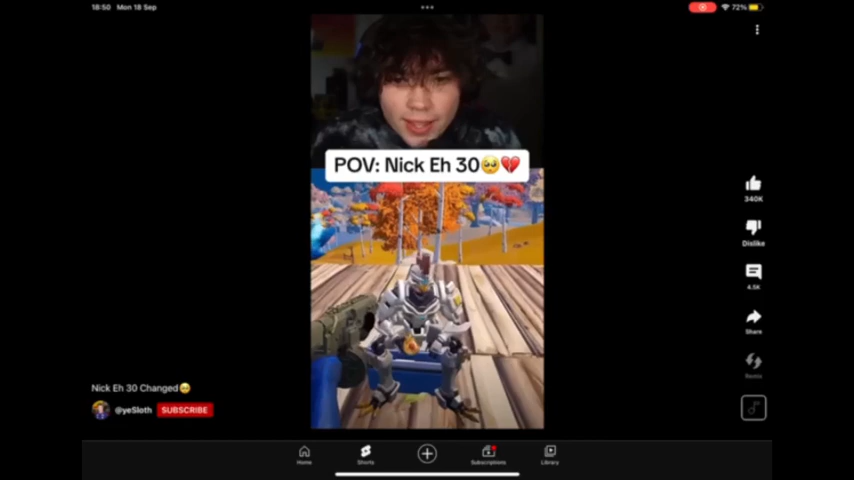 18:50 Mon 18 Sep
72%
POV: Nick Eh 30🥺💔
340K
Dislike
4.5K
Share
Remix
Nick Eh 30 Changed🥺
@yeSloth SUBSCRIBE
Home
Shorts
Subscriptions
Library